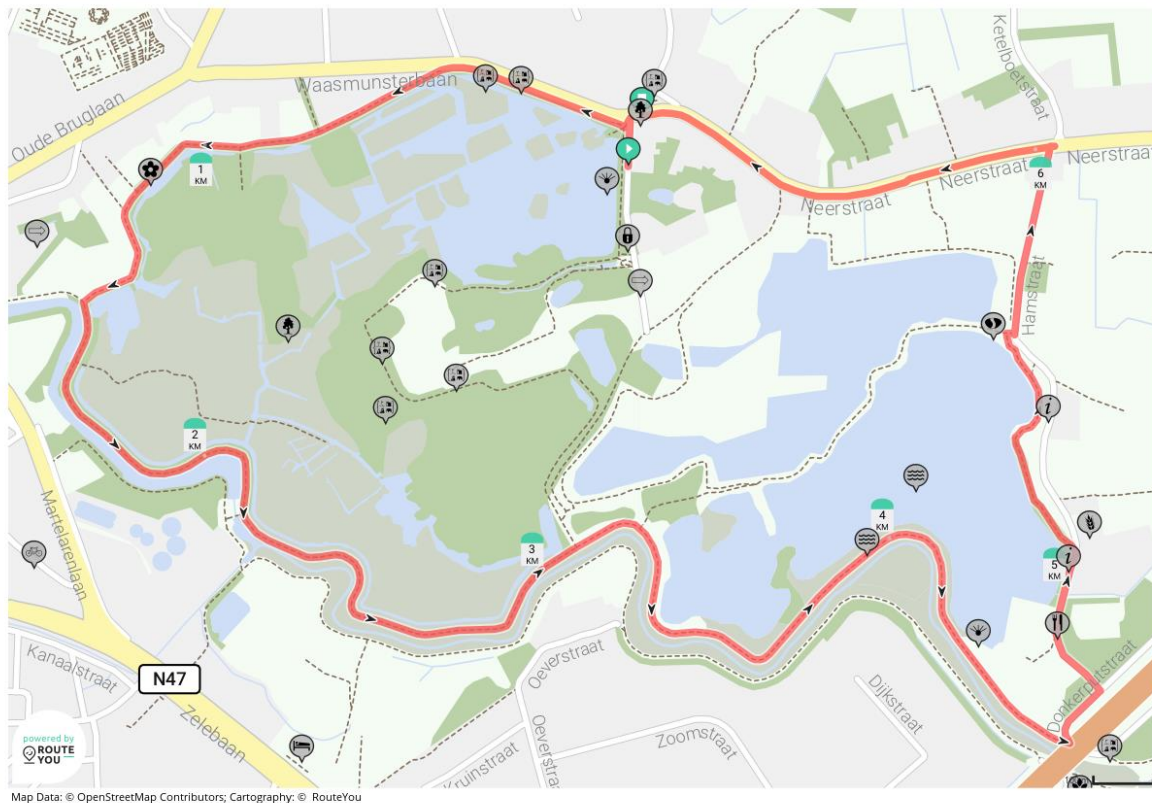 Ketelboetstraat
Waasmunsterbaan
Oude Bruglaan
Neerstraat
Neerstraat
Neerstraat
1
KM
6
KM
Hamstraat
2
KM
3
KM
4
KM
5
KM
Martelarenlaan
Kanaalstraat
N47
Zelebaan
Oeverstraat
Oeverstraat
Kruinstraat
Zoomstraat
Dijkstraat
Donkerputstraat
powered by
ROUTE
YOU
Map Data: © OpenStreetMap Contributors; Cartography: © RouteYou